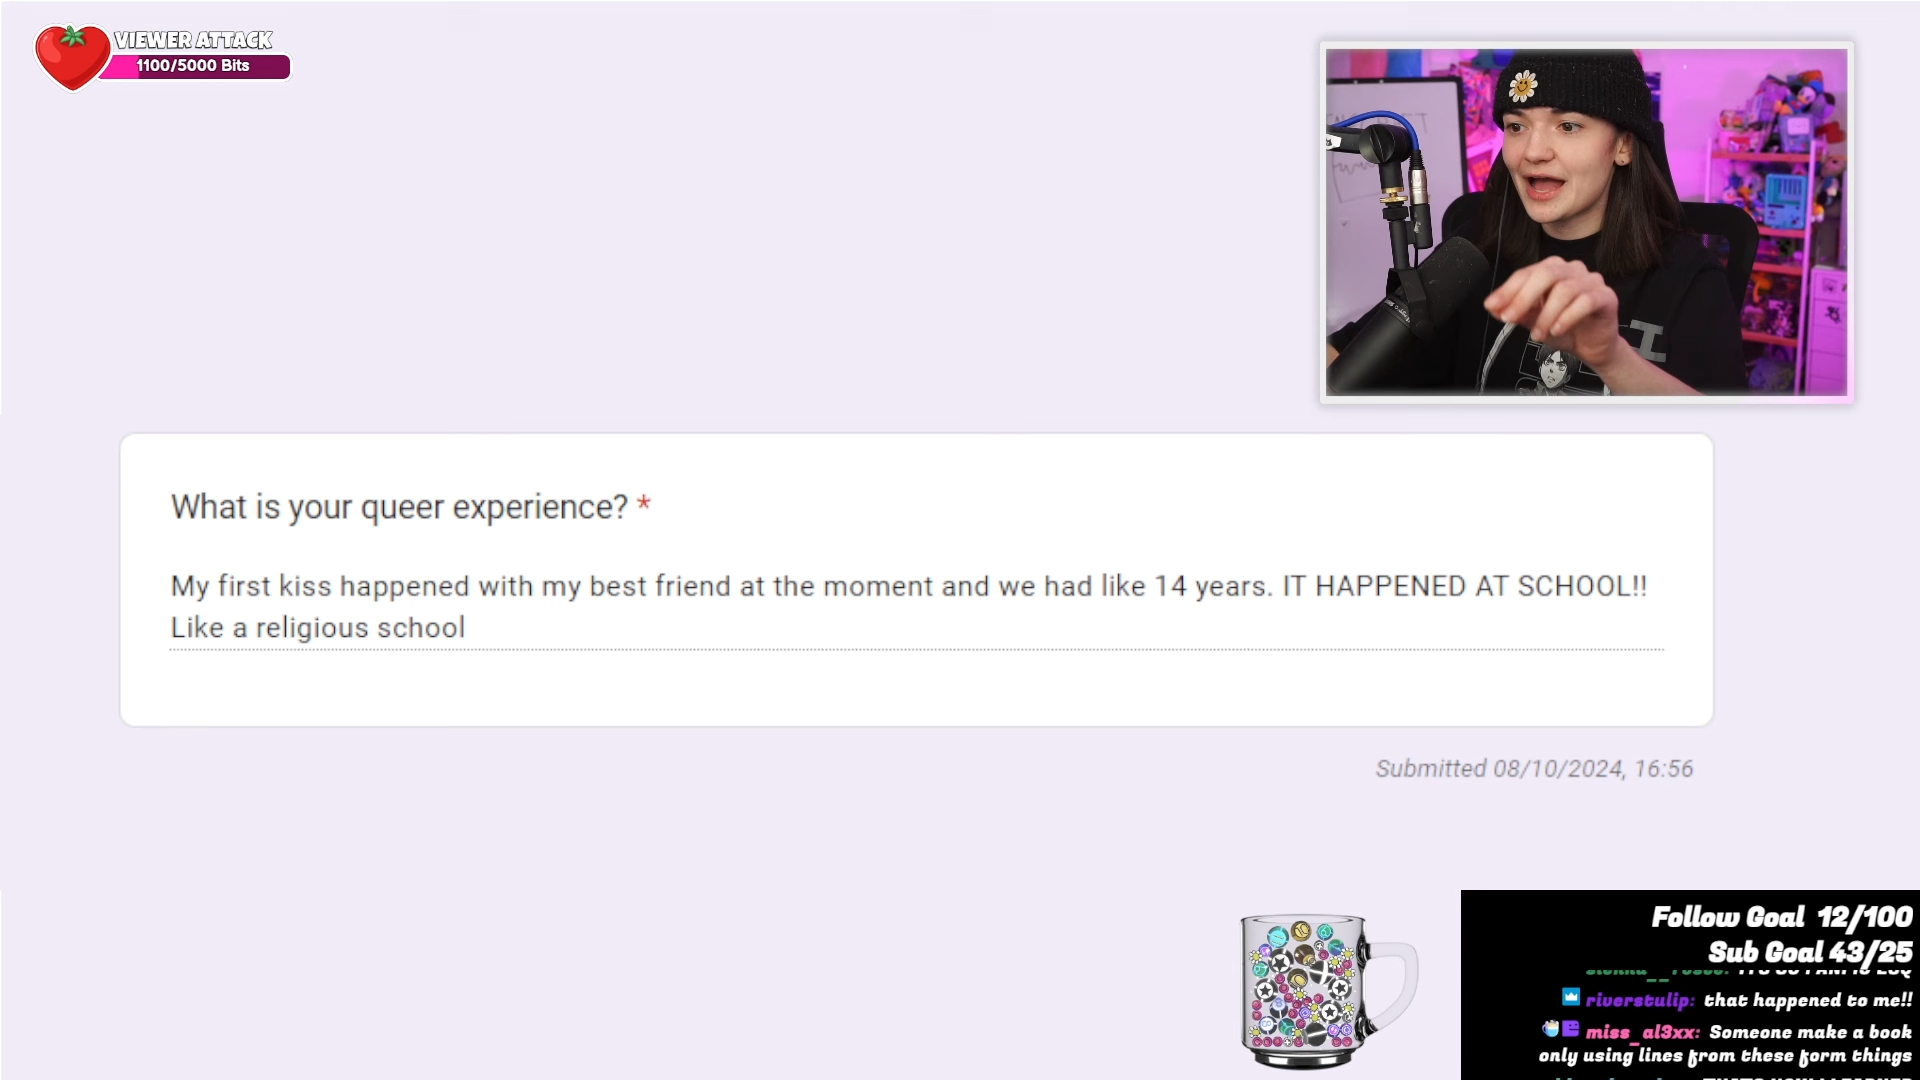 VIEWER ATTACK
1100/5000 Bits
What is your queer experience? *
My first kiss happened with my best friend at the moment and we had like 14 years. IT HAPPENED AT SCHOOL!!
Like a religious school
Submitted 08/10/2024, 16:56
Follow Goal 12/100
Sub Goal 43/25
riverstulip: that happened to me!!
miss_al3xx: Someone make a book
only using lines from these form things